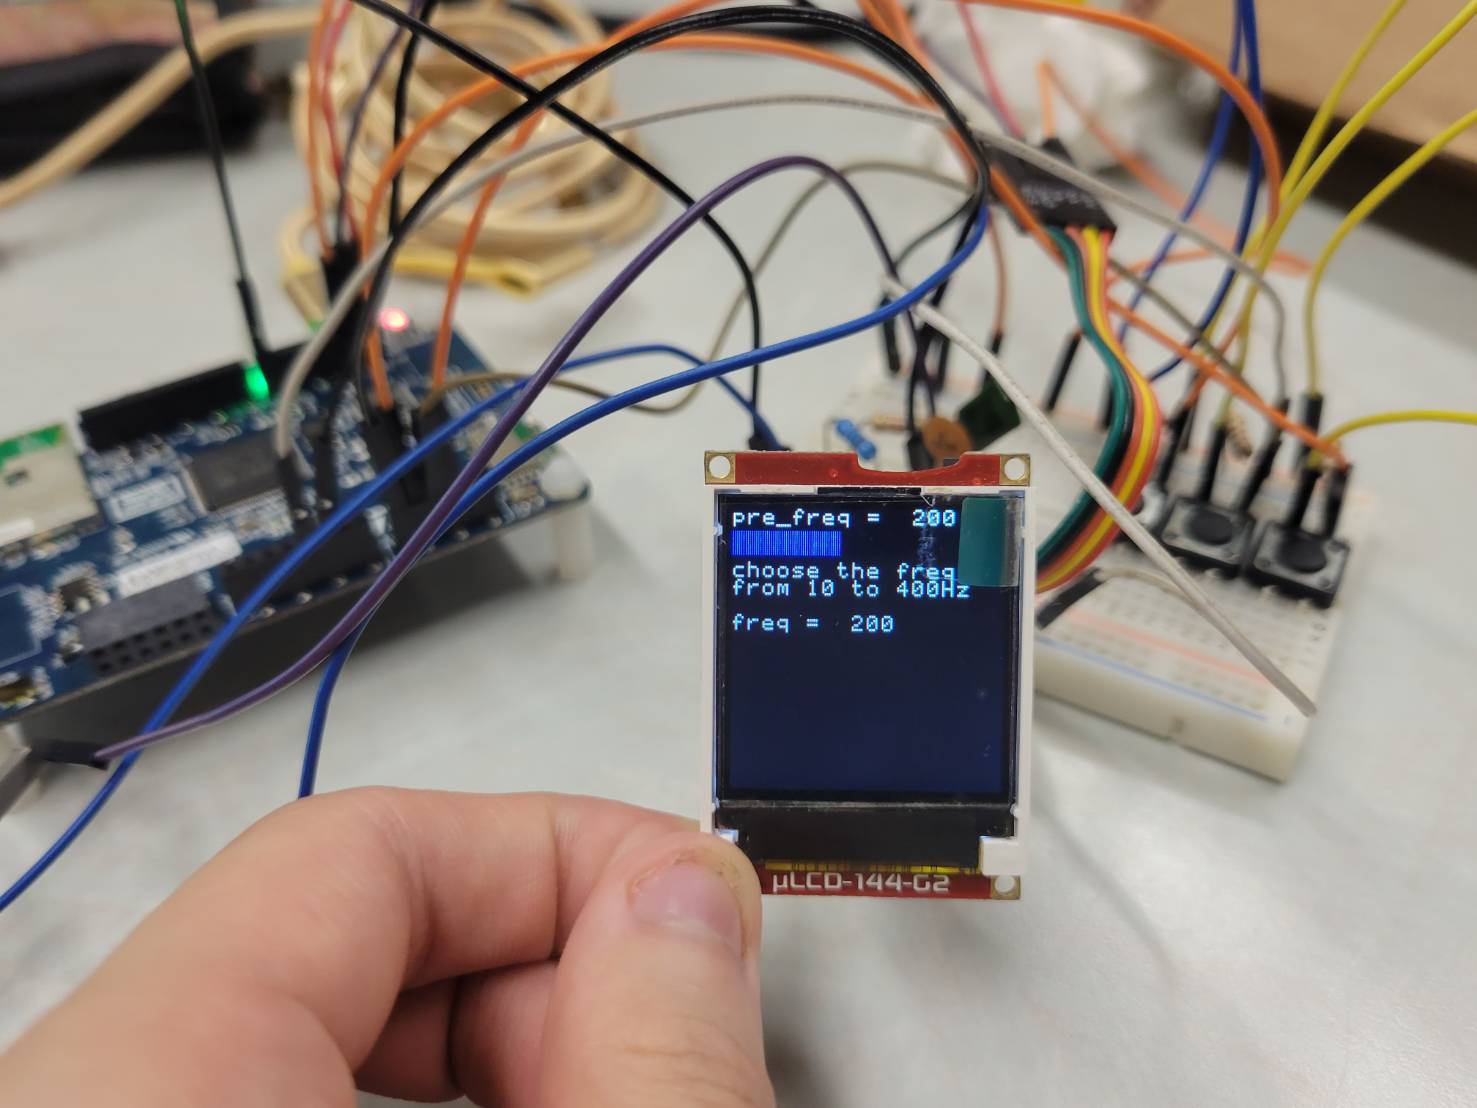 pre_freq =  200
choose the freq
from 10 to 400Hz
freq =  200
µLCD-144-G2